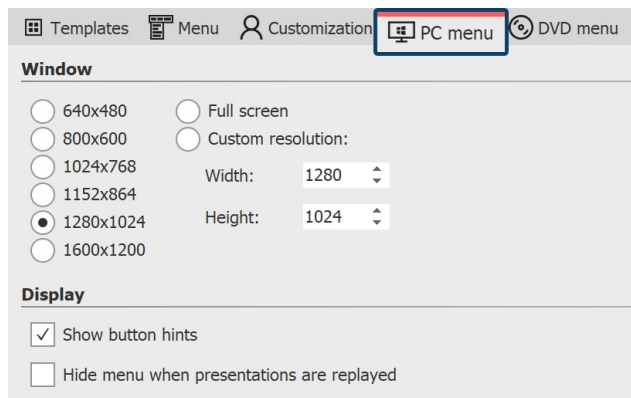 Templates Menu Customization PC menu DVD menu
Window
640x480 Full screen
800x600 Custom resolution:
1024x768 Width: 1280
1152x864
1280x1024 Height: 1024
1600x1200
Display
Show button hints
Hide menu when presentations are replayed